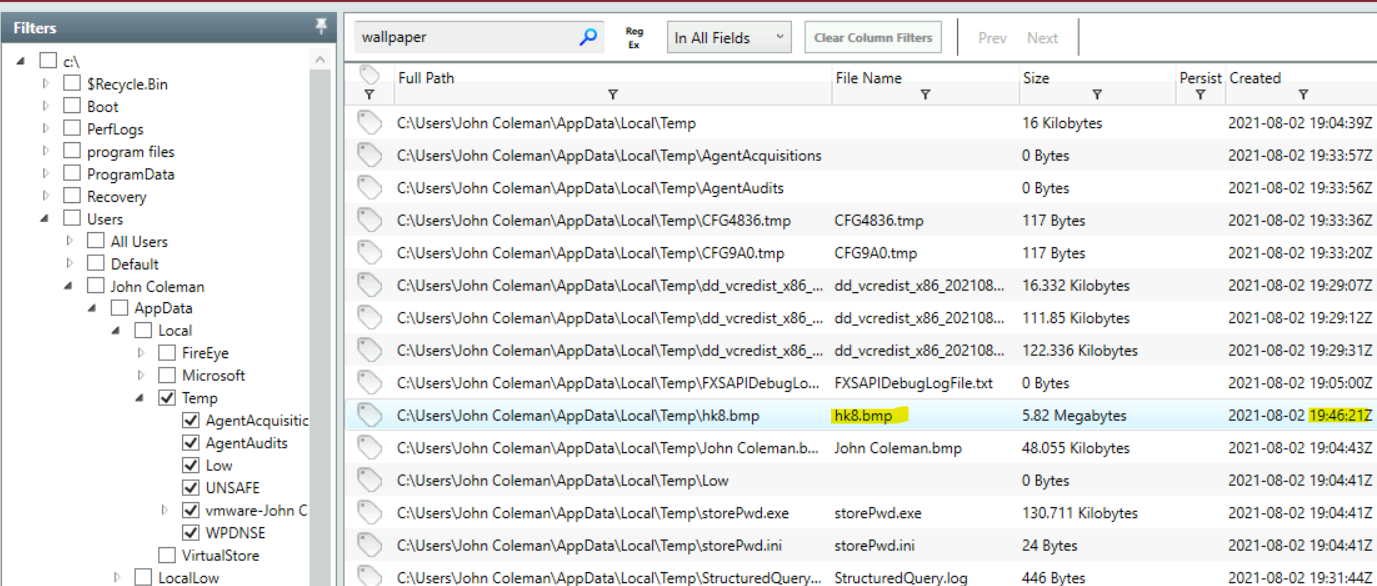 Filters
c:\
$Recycle.Bin
Boot
PerfLogs
program files
ProgramData
Recovery
Users
All Users
Default
John Coleman
AppData
Local
FireEye
Microsoft
Temp
AgentAcquisitic
AgentAudits
Low
UNSAFE
vmware-John C
WPDNSE
VirtualStore
LocalLow
wallpaper Reg Ex In All Fields Clear Column Filters Prev Next
Full Path File Name Size Persist Created
C:\Users\John Coleman\AppData\Local\Temp 16 Kilobytes 2021-08-02 19:04:39Z
C:\Users\John Coleman\AppData\Local\Temp\AgentAcquisitions 0 Bytes 2021-08-02 19:33:57Z
C:\Users\John Coleman\AppData\Local\Temp\AgentAudits 0 Bytes 2021-08-02 19:33:56Z
C:\Users\John Coleman\AppData\Local\Temp\CFG4836.tmp CFG4836.tmp 117 Bytes 2021-08-02 19:33:36Z
C:\Users\John Coleman\AppData\Local\Temp\CFG9A0.tmp CFG9A0.tmp 117 Bytes 2021-08-02 19:33:20Z
C:\Users\John Coleman\AppData\Local\Temp\dd_vcredist_x86_... dd_vcredist_x86_202108... 16.332 Kilobytes 2021-08-02 19:29:07Z
C:\Users\John Coleman\AppData\Local\Temp\dd_vcredist_x86_... dd_vcredist_x86_202108... 111.85 Kilobytes 2021-08-02 19:29:12Z
C:\Users\John Coleman\AppData\Local\Temp\dd_vcredist_x86_... dd_vcredist_x86_202108... 122.336 Kilobytes 2021-08-02 19:29:31Z
C:\Users\John Coleman\AppData\Local\Temp\FXSAPIDebugLo... FXSAPIDebugLogFile.txt 0 Bytes 2021-08-02 19:05:00Z
C:\Users\John Coleman\AppData\Local\Temp\hk8.bmp hk8.bmp 5.82 Megabytes 2021-08-02 19:46:21Z
C:\Users\John Coleman\AppData\Local\Temp\John Coleman.b... John Coleman.bmp 48.055 Kilobytes 2021-08-02 19:04:43Z
C:\Users\John Coleman\AppData\Local\Temp\Low 0 Bytes 2021-08-02 19:04:41Z
C:\Users\John Coleman\AppData\Local\Temp\storePwd.exe storePwd.exe 130.711 Kilobytes 2021-08-02 19:04:41Z
C:\Users\John Coleman\AppData\Local\Temp\storePwd.ini storePwd.ini 24 Bytes 2021-08-02 19:04:41Z
C:\Users\John Coleman\AppData\Local\Temp\StructuredQuery... StructuredQuery.log 446 Bytes 2021-08-02 19:31:44Z